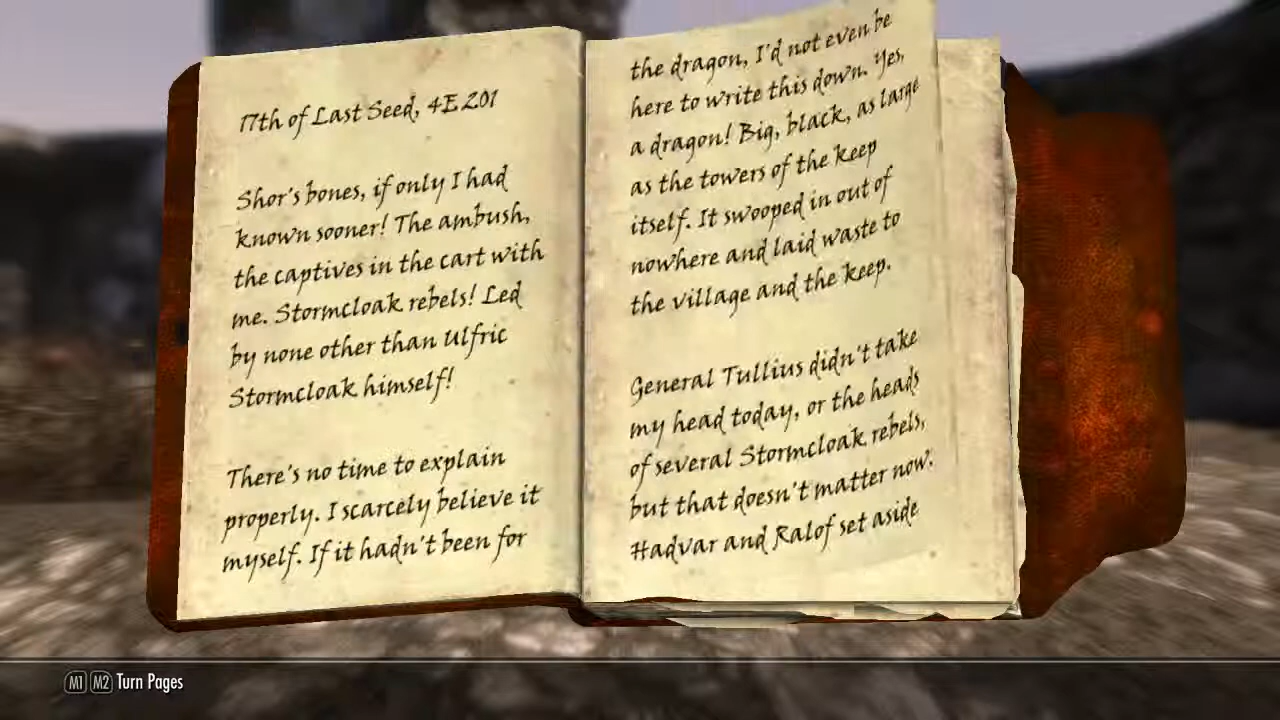 17th of Last Seed, 4E 201
Shor's bones, if only I had
known sooner! The ambush,
the captives in the cart with
me. Stormcloak rebels! Led
by none other than Ulfric
Stormcloak himself!
There's no time to explain
properly. I scarcely believe it
myself. If it hadn't been for
the dragon, I'd not even be
here to write this down. Yes,
a dragon! Big, black, as large
as the towers of the keep
itself. It swooped in out of
nowhere and laid waste to
the village and the keep.
General Tullius didn't take
my head today, or the heads
of several Stormcloak rebels,
but that doesn't matter now.
Hadvar and Ralof set aside
M1 M2 Turn Pages